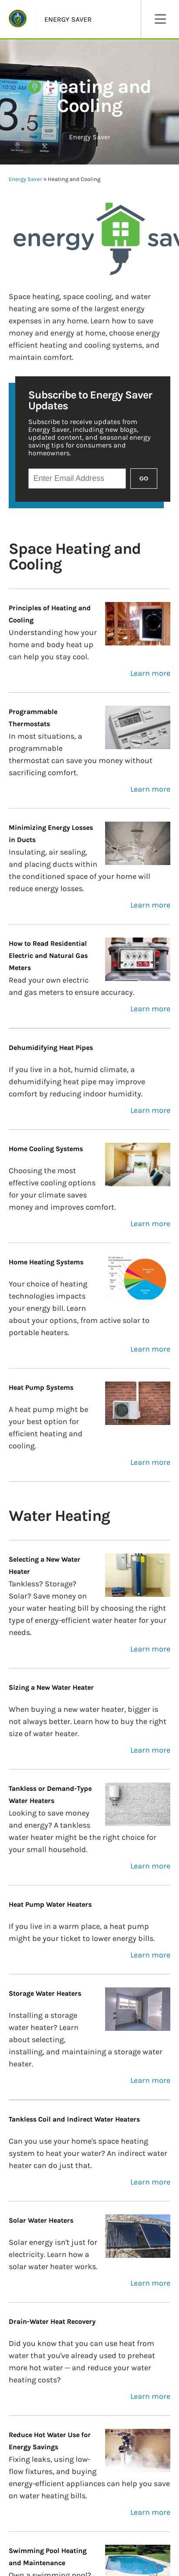 ENERGY SAVER
Heating and
Cooling
Energy Saver
Energy Saver » Heating and Cooling
energy sav
Space heating, space cooling, and water
heating are some of the largest energy
expenses in any home. Learn how to save
money and energy at home, choose energy
efficient heating and cooling systems, and
maintain comfort.
Subscribe to Energy Saver
Updates
Subscribe to receive updates from
Energy Saver, including new blogs,
updated content, and seasonal energy
saving tips for consumers and
homeowners.
Enter Email Address
GO
Space Heating and
Cooling
Principles of Heating and
Cooling
Understanding how your
home and body heat up
can help you stay cool.
Learn more
Programmable
Thermostats
In most situations, a
programmable
thermostat can save you money without
sacrificing comfort.
Learn more
Minimizing Energy Losses
in Ducts
Insulating, air sealing,
and placing ducts within
the conditioned space of your home will
reduce energy losses.
Learn more
How to Read Residential
Electric and Natural Gas
Meters
Read your own electric
and gas meters to ensure accuracy.
Learn more
Dehumidifying Heat Pipes
If you live in a hot, humid climate, a
dehumidifying heat pipe may improve
comfort by reducing indoor humidity.
Learn more
Home Cooling Systems
Choosing the most
effective cooling options
for your climate saves
money and improves comfort.
Learn more
Home Heating Systems
Your choice of heating
technologies impacts
your energy bill. Learn
about your options, from active solar to
portable heaters.
Learn more
Heat Pump Systems
A heat pump might be
your best option for
efficient heating and
cooling.
Learn more
Water Heating
Selecting a New Water
Heater
Tankless? Storage?
Solar? Save money on
your water heating bill by choosing the right
type of energy-efficient water heater for your
needs.
Learn more
Sizing a New Water Heater
When buying a new water heater, bigger is
not always better. Learn how to buy the right
size of water heater.
Learn more
Tankless or Demand-Type
Water Heaters
Looking to save money
and energy? A tankless
water heater might be the right choice for
your small household.
Learn more
Heat Pump Water Heaters
If you live in a warm place, a heat pump
might be your ticket to lower energy bills.
Learn more
Storage Water Heaters
Installing a storage
water heater? Learn
about selecting,
installing, and maintaining a storage water
heater.
Learn more
Tankless Coil and Indirect Water Heaters
Can you use your home's space heating
system to heat your water? An indirect water
heater can do just that.
Learn more
Solar Water Heaters
Solar energy isn't just for
electricity. Learn how a
solar water heater works.
Learn more
Drain-Water Heat Recovery
Did you know that you can use heat from
water that you've already used to preheat
more hot water -- and reduce your water
heating costs?
Learn more
Reduce Hot Water Use for
Energy Savings
Fixing leaks, using low-
flow fixtures, and buying
energy-efficient appliances can help you save
on water heating bills.
Learn more
Swimming Pool Heating
and Maintenance
Own a swimming pool?